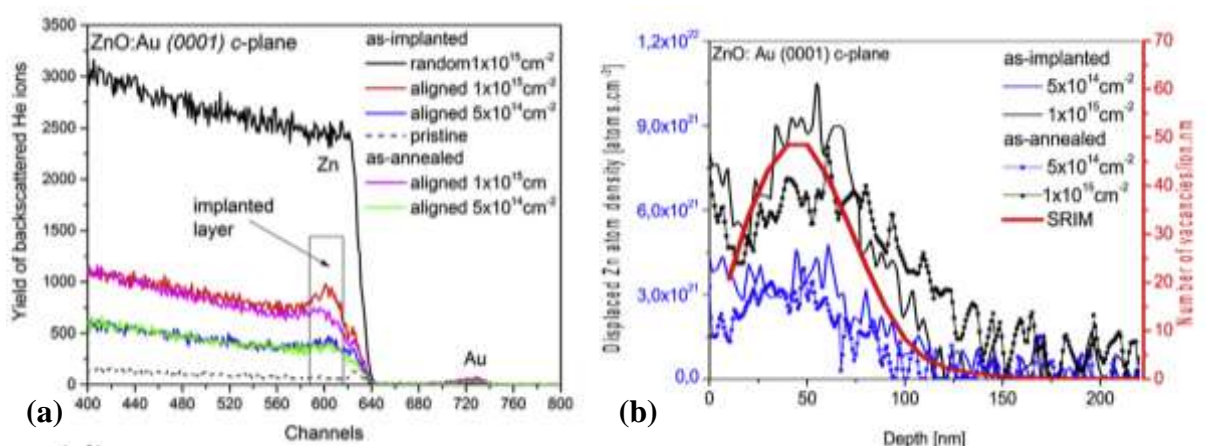 ZnO:Au (0001) c-plane
as-implanted
random1x10¹⁵cm⁻²
aligned 1x10¹⁵cm⁻²
aligned 5x10¹⁴cm⁻²
pristine
as-annealed
aligned 1x10¹⁵cm
aligned 5x10¹⁴cm⁻²
Zn
implanted
layer
Au
3500
3000
2500
2000
1500
1000
500
0
400 440 480 520 560 600 640 680 720 760 800
Yield of backscattered He ions
Channels
(a)
ZnO: Au (0001) c-plane
as-implanted
5x10¹⁴cm⁻²
1x10¹⁵cm⁻²
as-annealed
5x10¹⁴cm⁻²
1x10¹⁵cm⁻²
SRIM
1,2x10²²
9,0x10²¹
6,0x10²¹
3,0x10²¹
0,0
Displaced Zn atom density [atoms.cm⁻²]
70
60
50
40
30
20
10
0
Number of vacancies/ion.nm
0 50 100 150 200
Depth [nm]
(b)